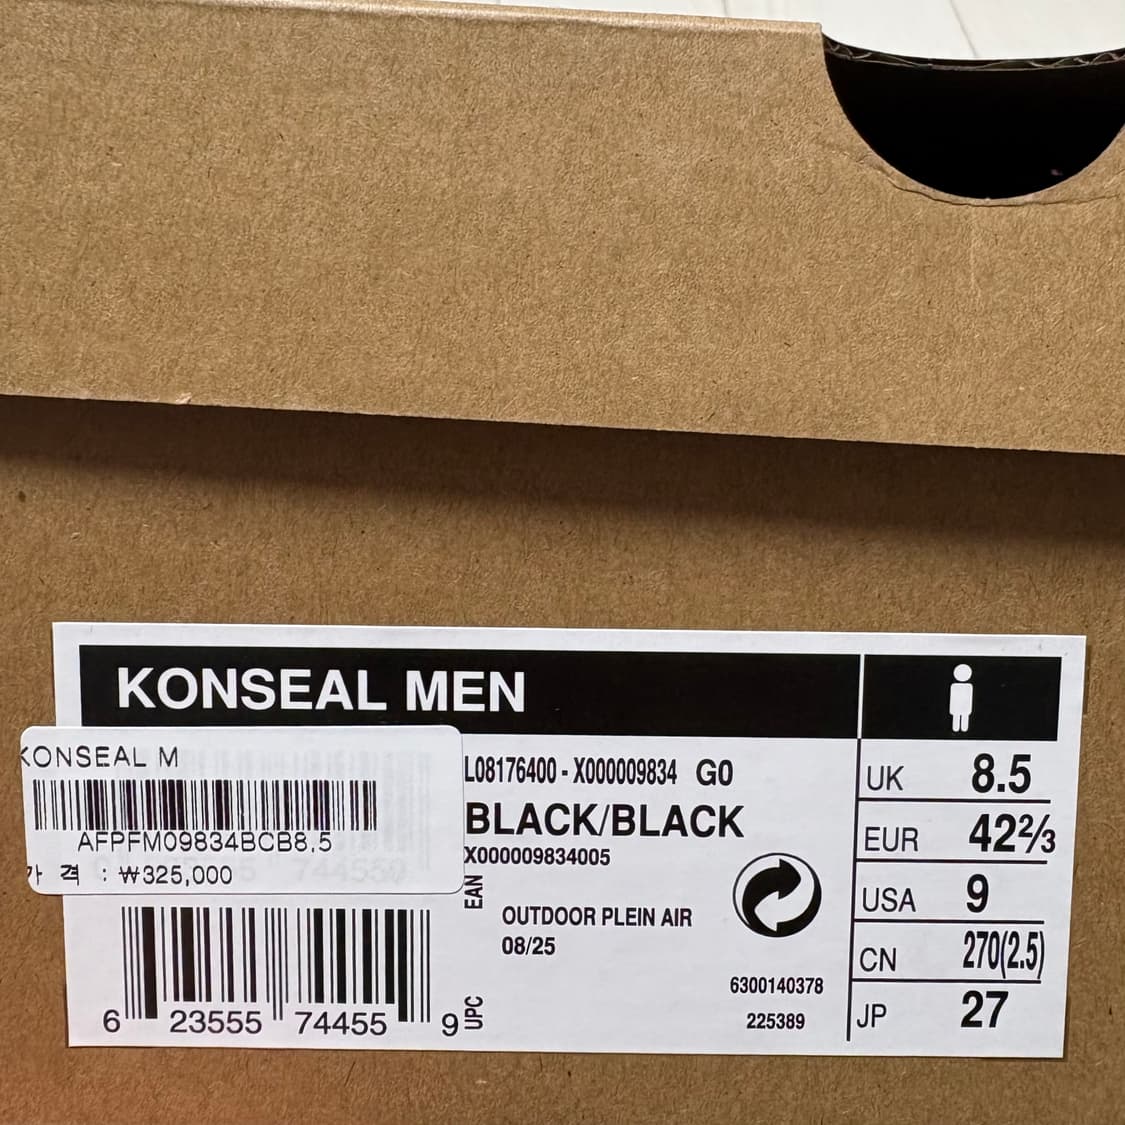 KONSEAL MEN
KONSEAL M
AFPFM09834BCB8.5
가 격 : ₩325,000
L08176400 - X000009834 G0
BLACK/BLACK
X000009834005
EAN
OUTDOOR PLEIN AIR
08/25
6300140378
225389
6 23555 74455 9
UPC
UK 8.5
EUR 42⅔
USA 9
CN 270(2.5)
JP 27